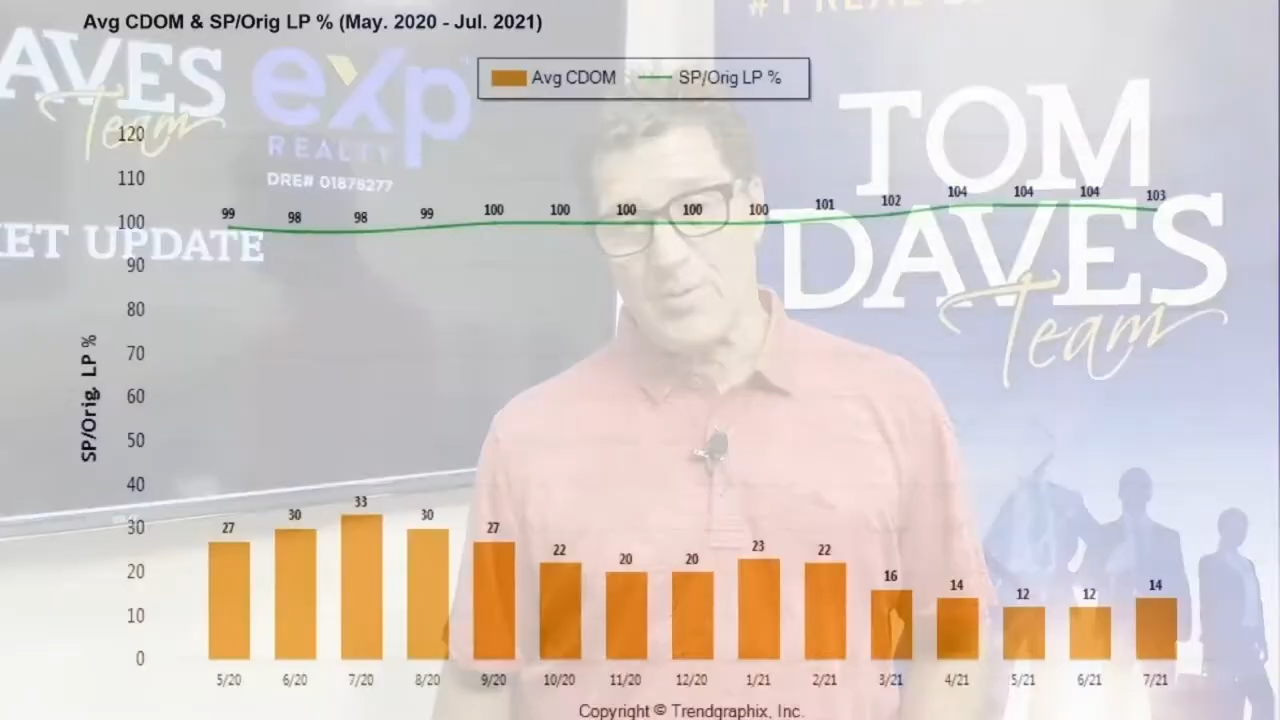 Avg CDOM & SP/Orig LP % (May. 2020 - Jul. 2021)
Avg CDOM SP/Orig LP %
AVES
Team
eXp
REALTY
DRE# 01878277
ET UPDATE
TOM
DAVES
Team
SP/Orig. LP %
120
110
100
90
80
70
60
50
40
30
20
10
0
99 98 98 99 100 100 100 100 100 101 102 104 104 104 103
27 30 33 30 27 22 20 20 23 22 16 14 12 12 14
5/20 6/20 7/20 8/20 9/20 10/20 11/20 12/20 1/21 2/21 3/21 4/21 5/21 6/21 7/21
Copyright © Trendgraphix, Inc.